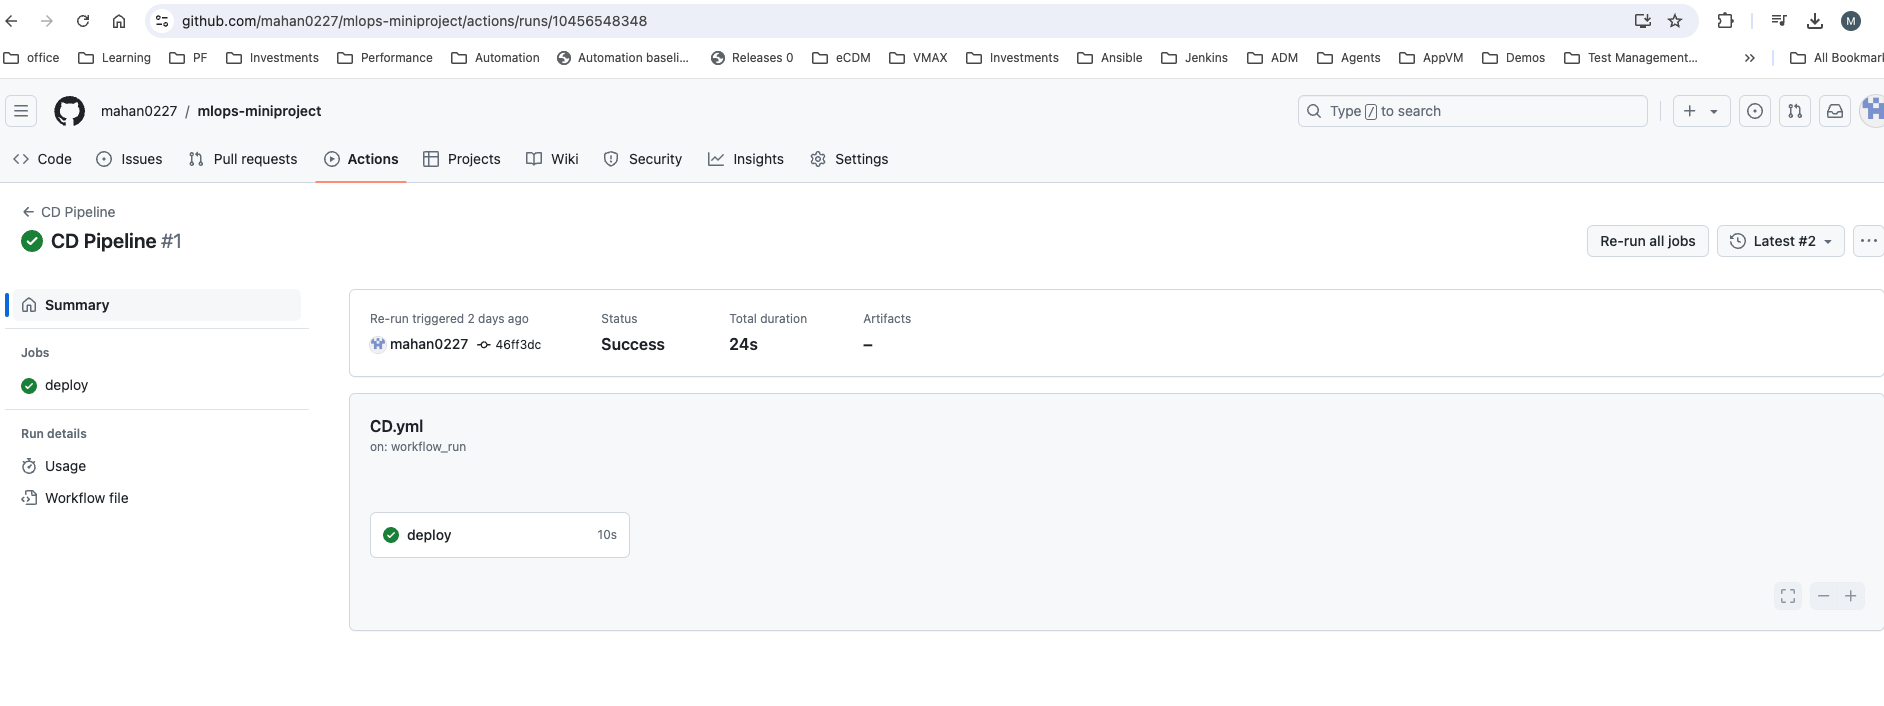 github.com/mahan0227/mlops-miniproject/actions/runs/10456548348
M
office Learning PF Investments Performance Automation Automation baseli... Releases 0 eCDM VMAX Investments Ansible Jenkins ADM Agents AppVM Demos Test Management... » All Bookmark
mahan0227 / mlops-miniproject
Type / to search
Code Issues Pull requests Actions Projects Wiki Security Insights Settings
CD Pipeline
CD Pipeline #1
Re-run all jobs Latest #2
Summary
Jobs
deploy
Run details
Usage
Workflow file
Re-run triggered 2 days ago Status Total duration Artifacts
mahan0227 46ff3dc Success 24s –
CD.yml
on: workflow_run
deploy 10s